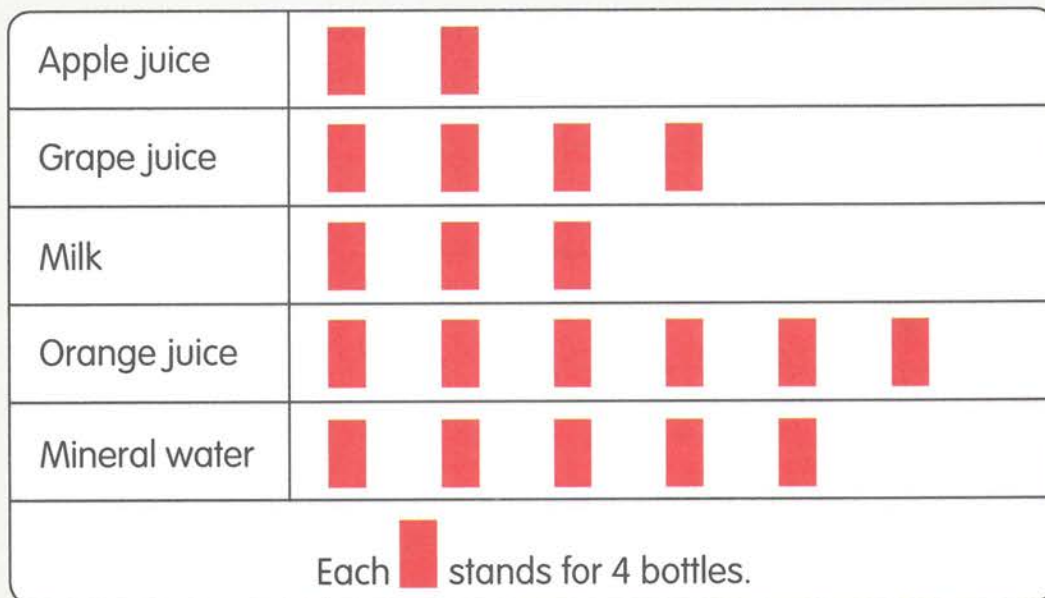 Apple juice
Grape juice
Milk
Orange juice
Mineral water
Each stands for 4 bottles.